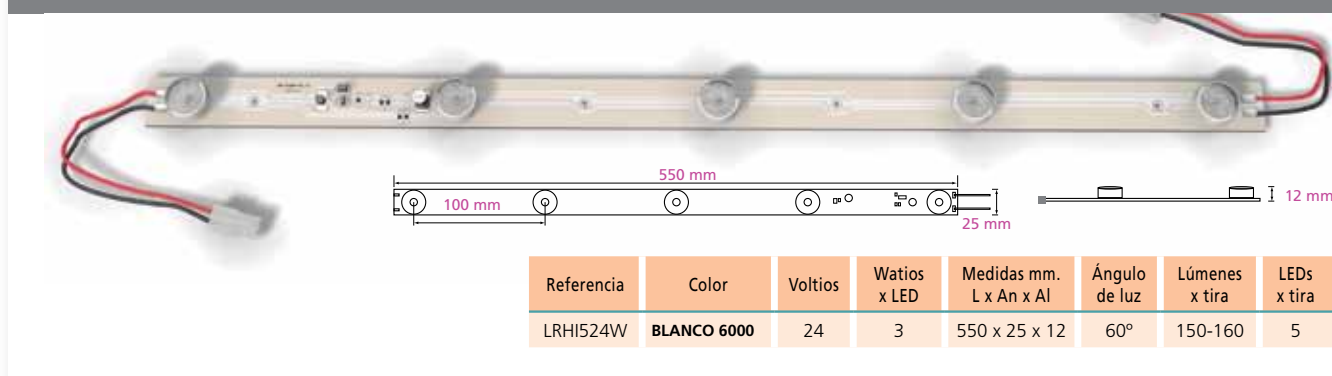 550 mm
100 mm
12 mm
25 mm
Referencia Color Voltios Watios x LED Medidas mm. L x An x Al Ángulo de luz Lúmenes x tira LEDs x tira
LRHI524W BLANCO 6000 24 3 550 x 25 x 12 60º 150-160 5